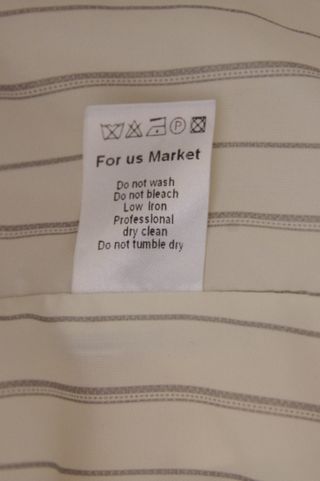 For us Market
Do not wash
Do not bleach
Low Iron
Professional
dry clean
Do not tumble dry